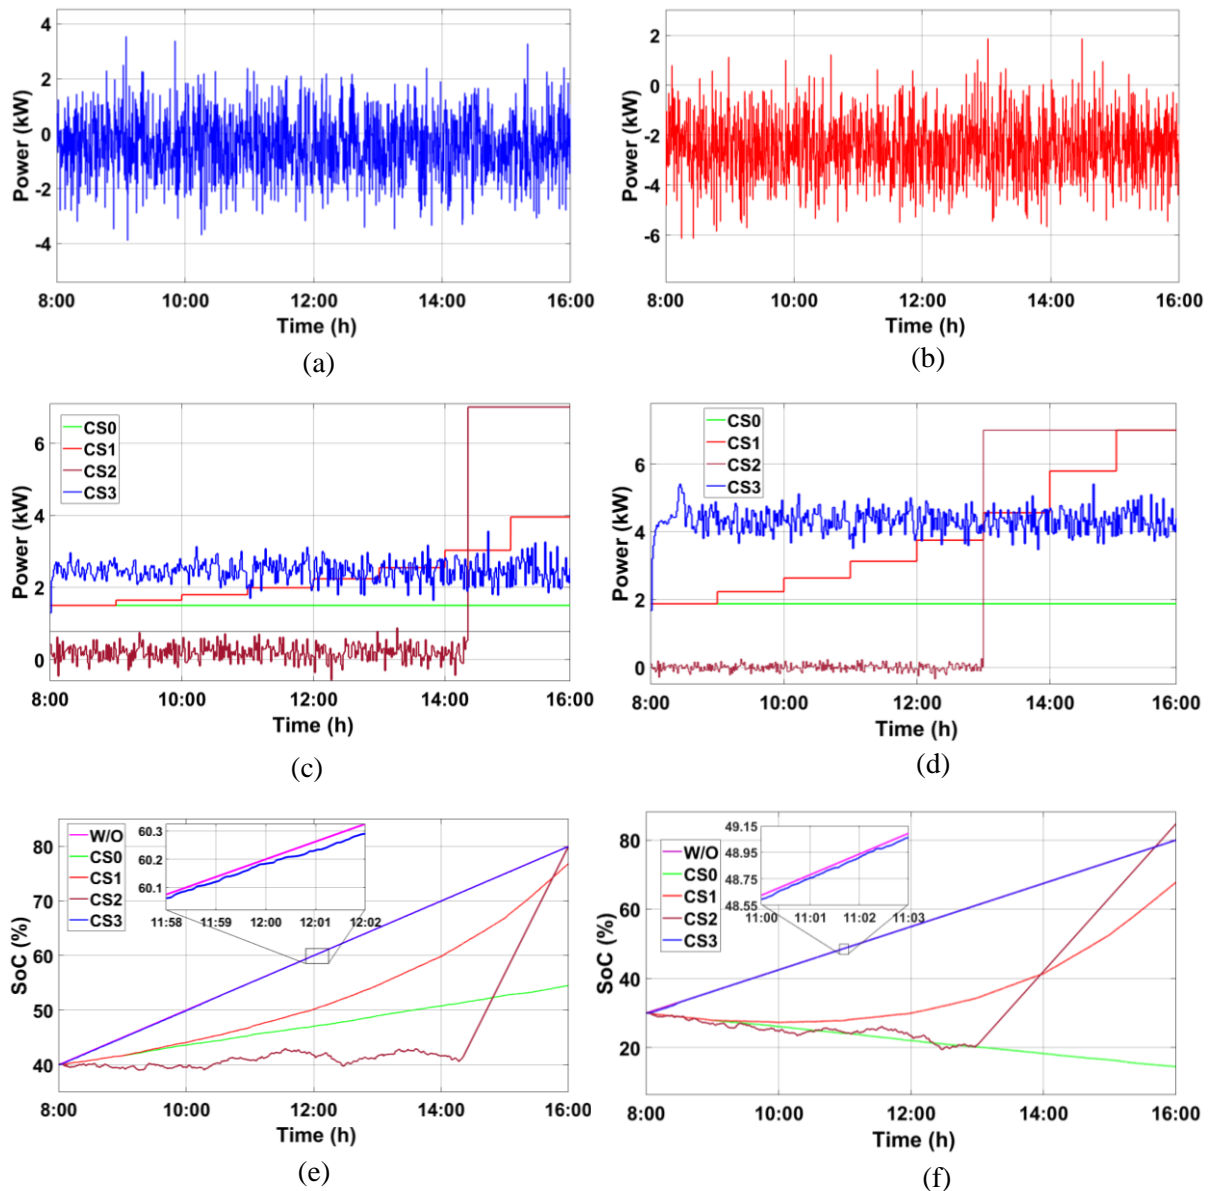 4
2
0
-2
-4
Power (kW)
8:00 10:00 12:00 14:00 16:00
Time (h)
(a)
2
0
-2
-4
-6
Power (kW)
8:00 10:00 12:00 14:00 16:00
Time (h)
(b)
CS0
CS1
CS2
CS3
6
4
2
0
Power (kW)
8:00 10:00 12:00 14:00 16:00
Time (h)
(c)
CS0
CS1
CS2
CS3
6
4
2
0
Power (kW)
8:00 10:00 12:00 14:00 16:00
Time (h)
(d)
W/O
CS0
CS1
CS2
CS3
60.3
60.2
60.1
11:58 11:59 12:00 12:01 12:02
80
70
60
50
40
SoC (%)
8:00 10:00 12:00 14:00 16:00
Time (h)
(e)
W/O
CS0
CS1
CS2
CS3
49.15
48.95
48.75
48.55
11:00 11:01 11:02 11:03
80
60
40
20
SoC (%)
8:00 10:00 12:00 14:00 16:00
Time (h)
(f)